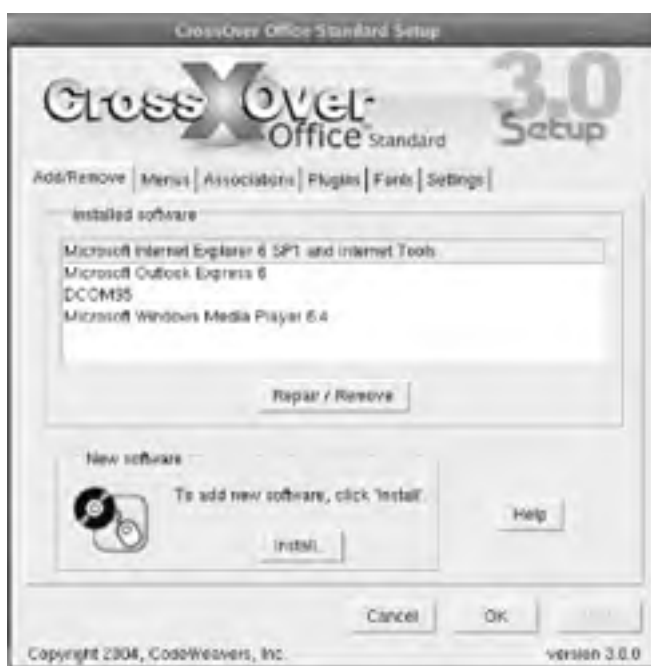 CrossOver Office Standard Setup
CrossOver
Office Standard
3.0
Setup
Add/Remove Menus Associations Plugins Fonts Settings
Installed software
Microsoft Internet Explorer 6 SP1 and Internet Tools
Microsoft Outlook Express 6
DCOM95
Microsoft Windows Media Player 6.4
Repair / Remove
New software
To add new software, click 'Install'.
Install...
Help
Cancel OK
Copyright 2004, CodeWeavers, Inc. version 3.0.0